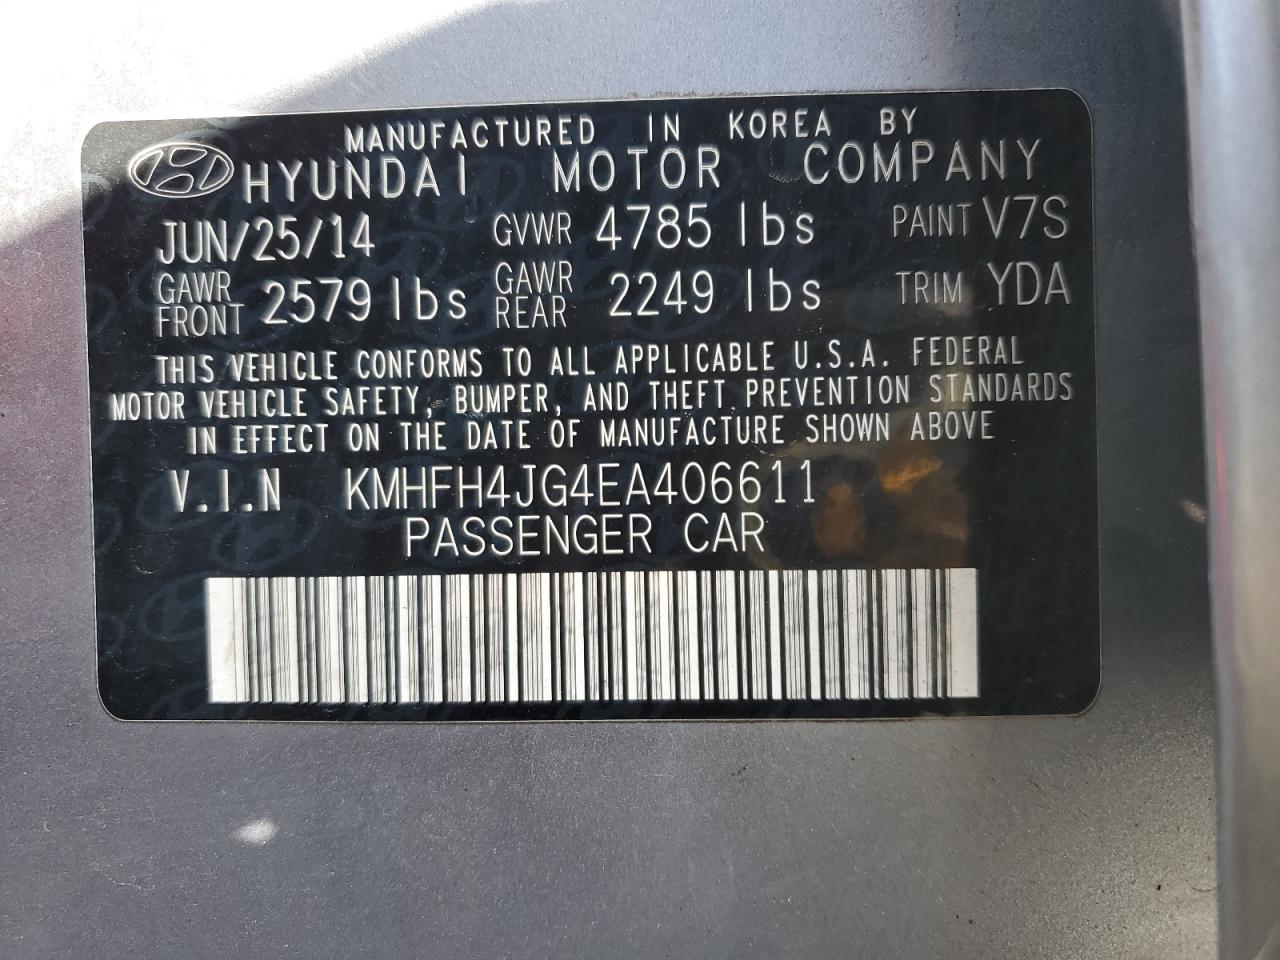 MANUFACTURED IN KOREA BY
HYUNDAI MOTOR COMPANY
JUN/25/14 GVWR 4785 lbs PAINT V7S
GAWR FRONT 2579 lbs GAWR REAR 2249 lbs TRIM YDA
THIS VEHICLE CONFORMS TO ALL APPLICABLE U.S.A. FEDERAL
MOTOR VEHICLE SAFETY, BUMPER, AND THEFT PREVENTION STANDARDS
IN EFFECT ON THE DATE OF MANUFACTURE SHOWN ABOVE
V.I.N KMHFH4JG4EA406611
PASSENGER CAR